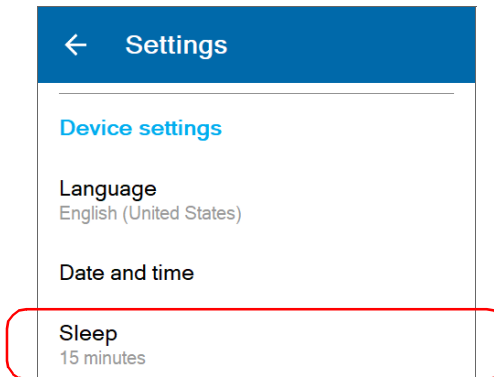 Settings
Device settings
Language
English (United States)
Date and time
Sleep
15 minutes